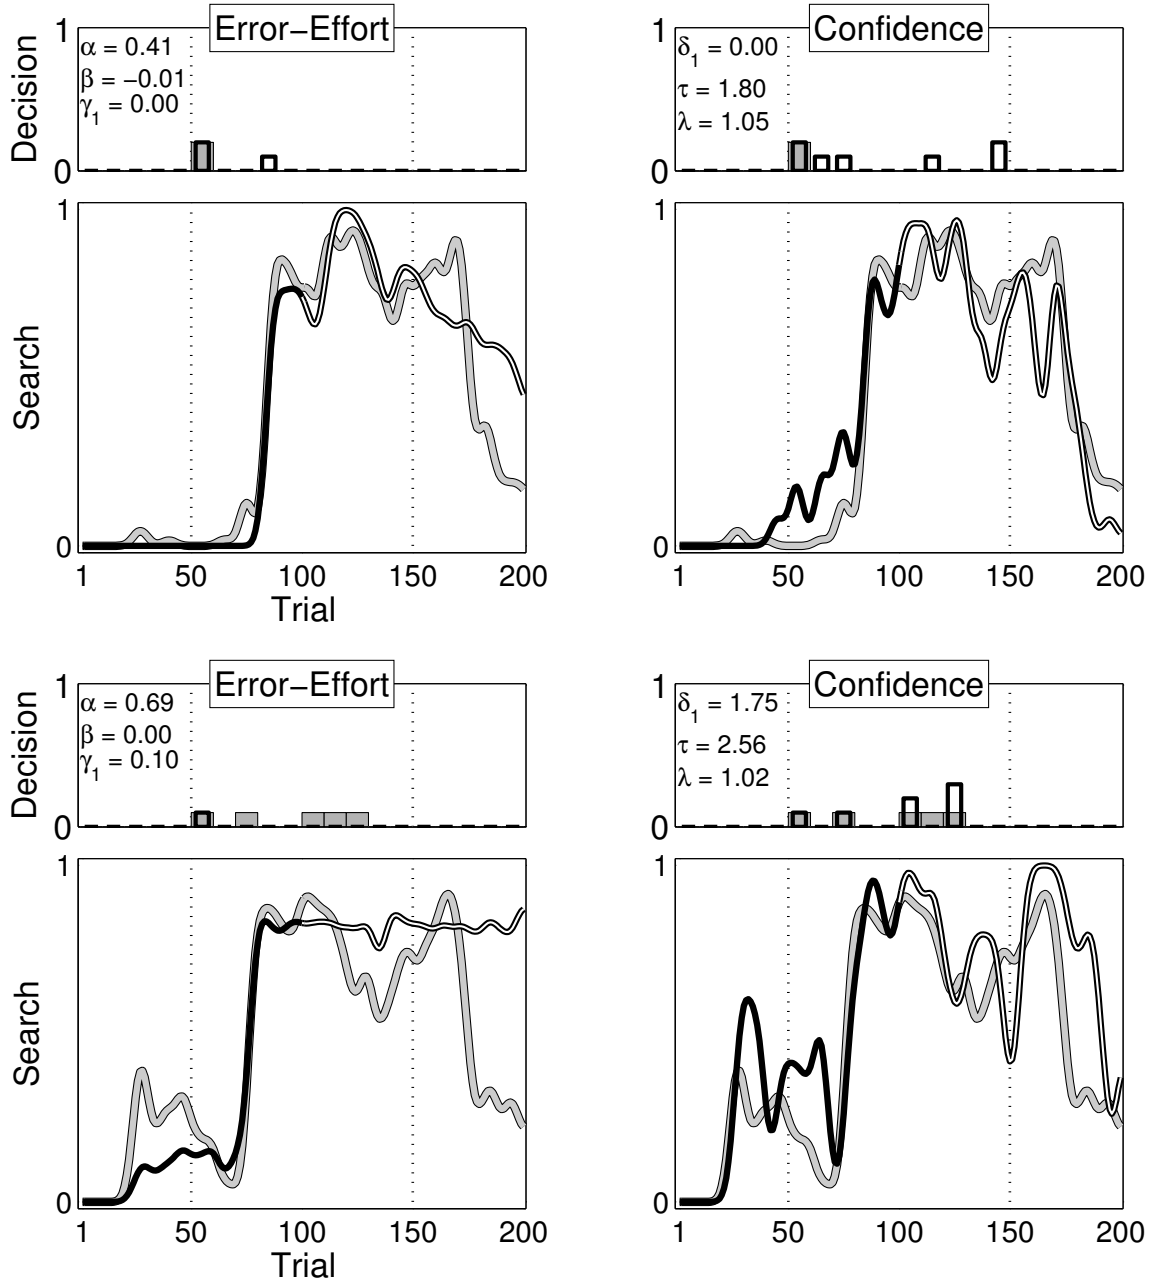 Error−Effort
1
α = 0.41
β = −0.01
γ1 = 0.00
Decision
0
1
Search
0
1 50 100 150 200
Trial
Confidence
1
δ1 = 0.00
τ = 1.80
λ = 1.05
0
1
0
1 50 100 150 200
Error−Effort
1
α = 0.69
β = 0.00
γ1 = 0.10
Decision
0
1
Search
0
1 50 100 150 200
Trial
Confidence
1
δ1 = 1.75
τ = 2.56
λ = 1.02
0
1
0
1 50 100 150 200